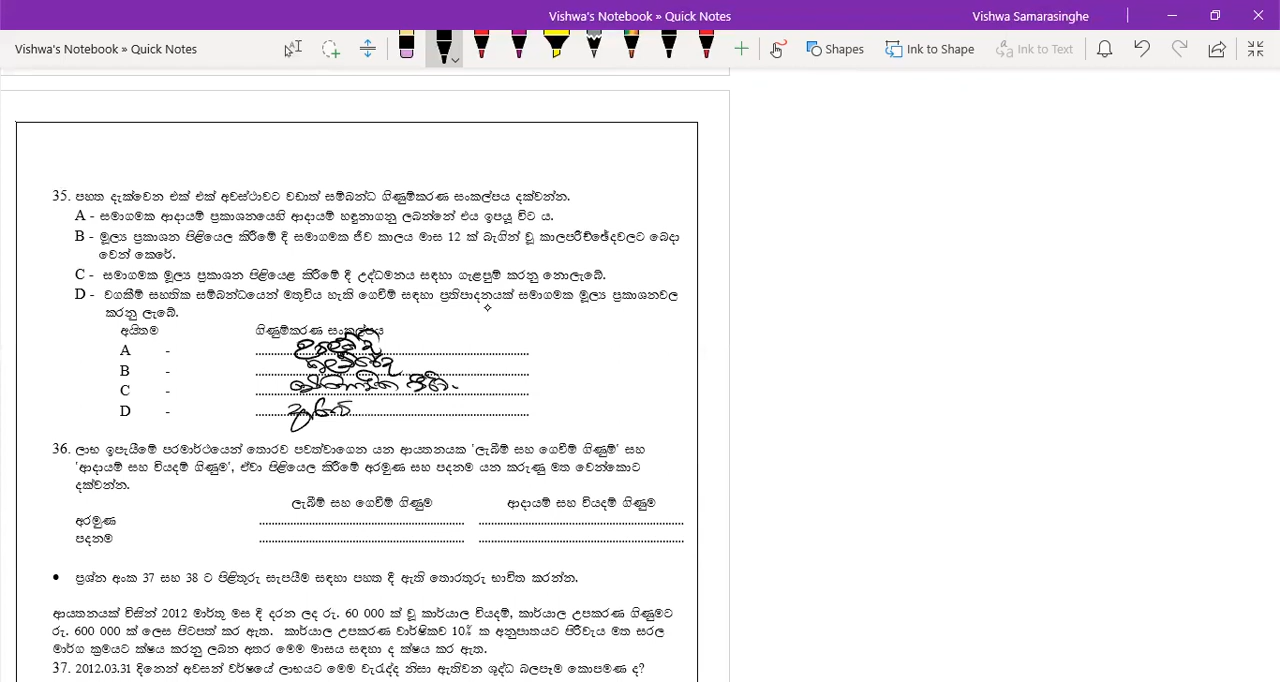 Vishwa's Notebook » Quick Notes
Vishwa Samarasinghe
Vishwa's Notebook » Quick Notes
Shapes
Ink to Shape
Ink to Text
35. පහත දැක්වෙන එක් එක් අවස්ථාවට වඩාත් සම්බන්ධ ගිණුම්කරණ සංකල්පය දක්වන්න.
A - සමාගමක ආදායම් ප්‍රකාශනයෙහි ආදායම් හඳුනාගනු ලබන්නේ එය ඉපයූ විට ය.
B - මූල්‍ය ප්‍රකාශන පිළියෙල කිරීමේ දී සමාගමක ජීව කාලය මාස 12 ක් බැගින් වූ කාලපරිච්ඡේදවලට බෙදා
වෙන් කෙරේ.
C - සමාගමක මූල්‍ය ප්‍රකාශන පිළියෙළ කිරීමේ දී උද්ධමනය සඳහා ගැළපුම් කරනු නොලැබේ.
D - වගකීම් සහතික සම්බන්ධයෙන් මතුවිය හැකි ගෙවීම් සඳහා ප්‍රතිපාදනයක් සමාගමක මූල්‍ය ප්‍රකාශනවල
කරනු ලැබේ.
අයිතම ගිණුම්කරණ සංකල්පය
A - ..........
B - ..........
C - ..........
D - ..........
36. ලාභ ඉපැයීමේ පරමාර්ථයෙන් තොරව පවත්වාගෙන යන ආයතනයක 'ලැබීම් සහ ගෙවීම් ගිණුම්' සහ
'ආදායම් සහ වියදම් ගිණුම', ඒවා පිළියෙල කිරීමේ අරමුණ සහ පදනම යන කරුණු මත වෙන්කොට
දක්වන්න.
ලැබීම් සහ ගෙවීම් ගිණුම ආදායම් සහ වියදම් ගිණුම
අරමුණ .......... ..........
පදනම .......... ..........
• ප්‍රශ්න අංක 37 සහ 38 ට පිළිතුරු සැපයීම සඳහා පහත දී ඇති තොරතුරු භාවිත කරන්න.
ආයතනයක් විසින් 2012 මාර්තු මස දී දරන ලද රු. 60 000 ක් වූ කාර්යාල වියදම්, කාර්යාල උපකරණ ගිණුමට
රු. 600 000 ක් ලෙස පිටපත් කර ඇත. කාර්යාල උපකරණ වාර්ෂිකව 10% ක අනුපාතයට පිරිවැය මත සරල
මාර්ග ක්‍රමයට ක්ෂය කරනු ලබන අතර මෙම මාසය සඳහා ද ක්ෂය කර ඇත.
37. 2012.03.31 දිනෙන් අවසන් වර්ෂයේ ලාභයට මෙම වැරැද්ද නිසා ඇතිවන ශුද්ධ බලපෑම කොපමණ ද?